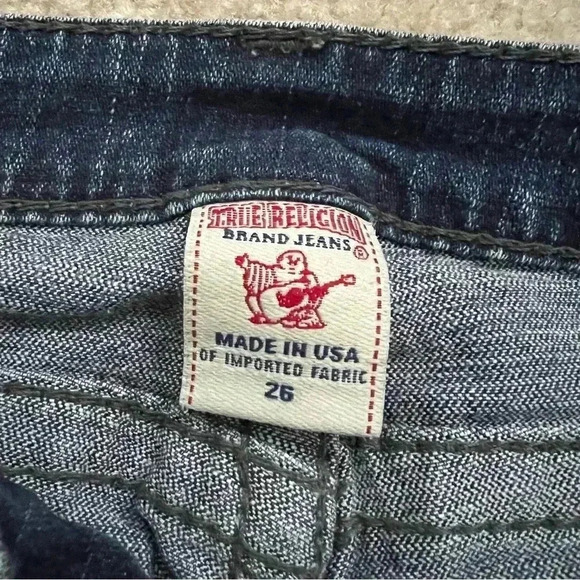 TRUE RELIGION
BRAND JEANS ®
MADE IN USA
OF IMPORTED FABRIC
26